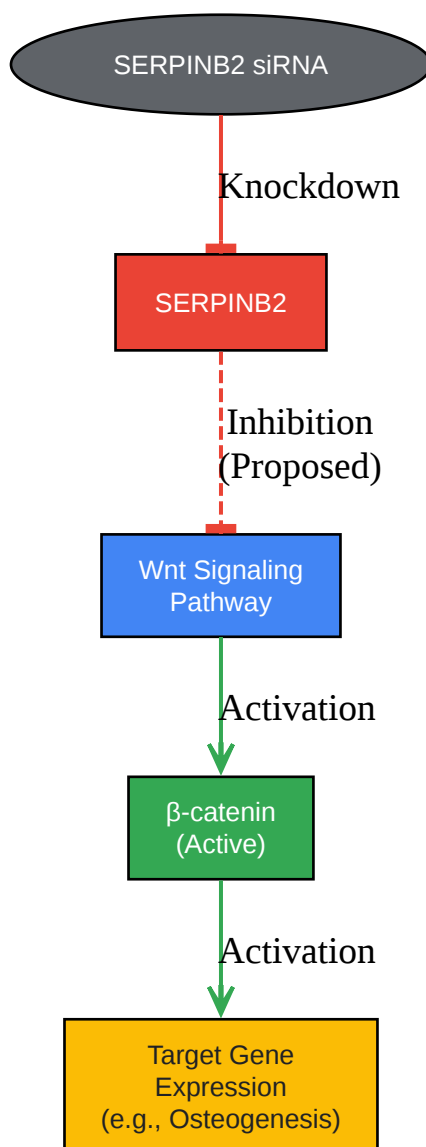 SERPINB2 siRNA
Knockdown
SERPINB2
Inhibition
(Proposed)
Wnt Signaling
Pathway
Activation
β-catenin
(Active)
Activation
Target Gene
Expression
(e.g., Osteogenesis)